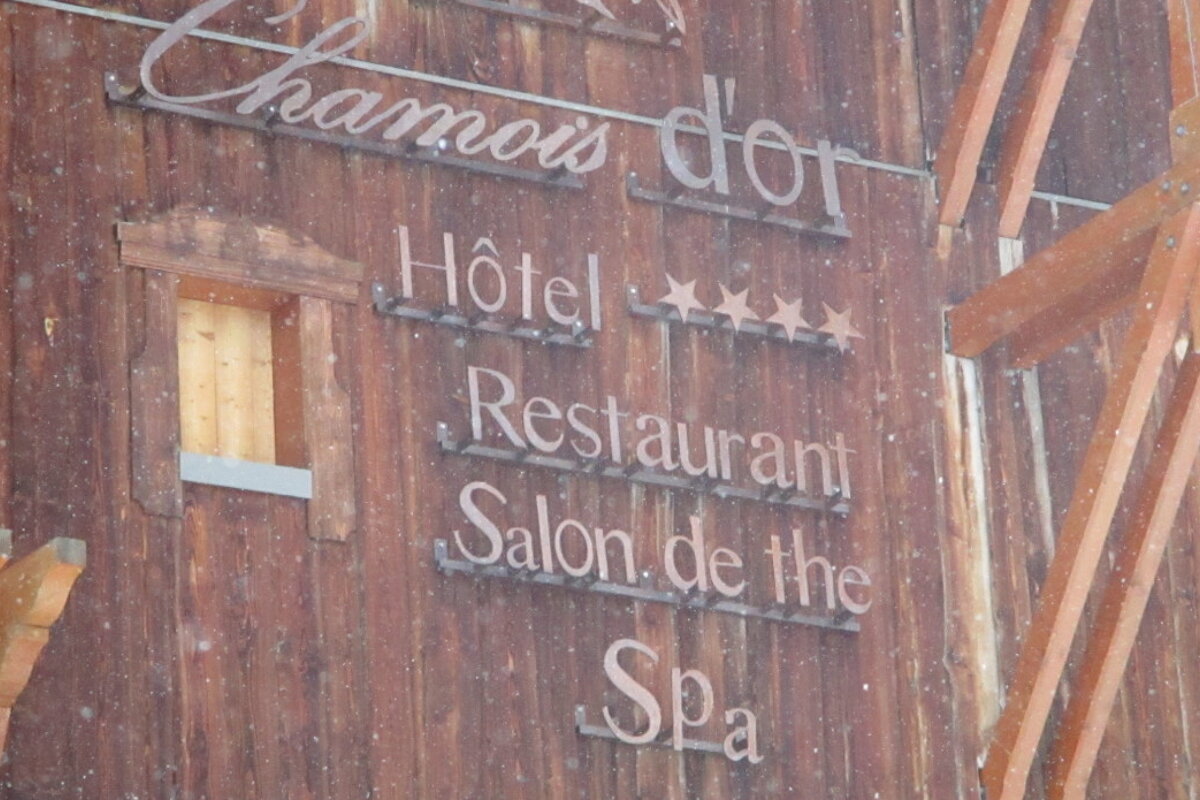 Chamois d'or
Hôtel ★★★★
Restaurant
Salon de the
Spa